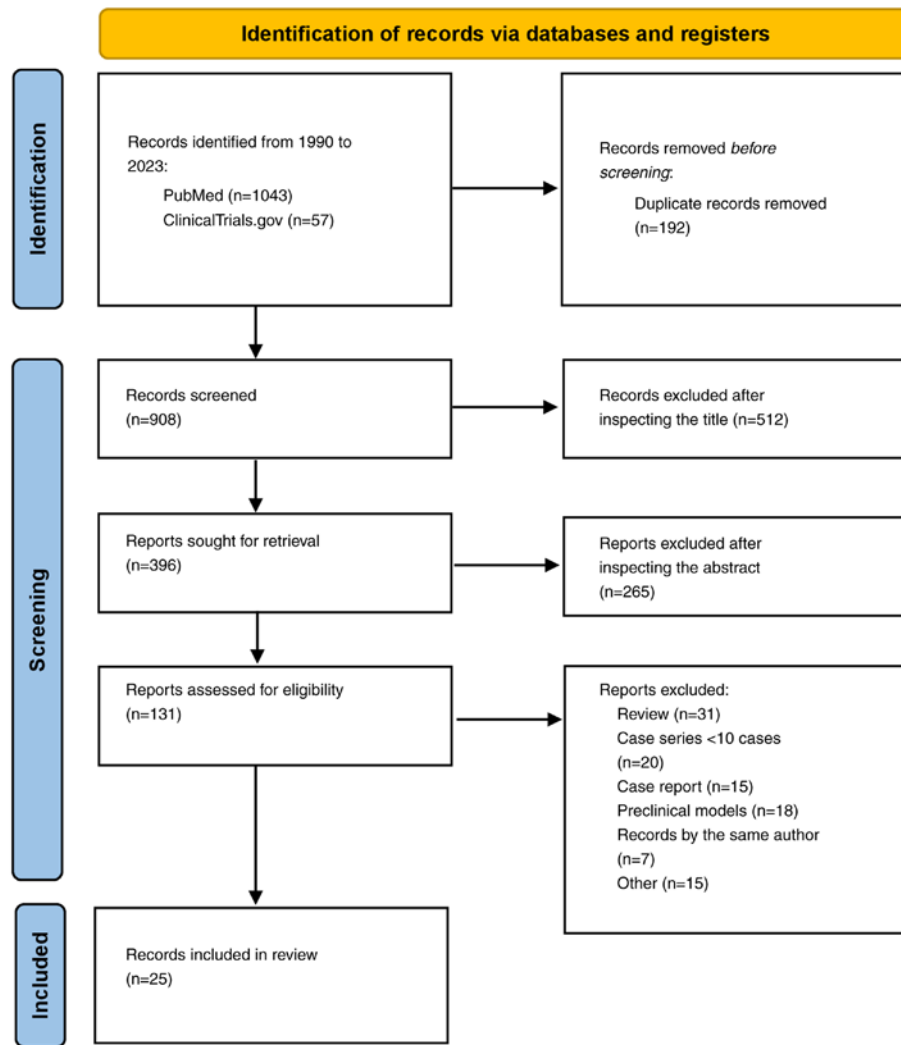 Identification of records via databases and registers
Identification
Records identified from 1990 to
2023:
PubMed (n=1043)
ClinicalTrials.gov (n=57)
Records removed before
screening:
Duplicate records removed
(n=192)
Screening
Records screened
(n=908)
Records excluded after
inspecting the title (n=512)
Reports sought for retrieval
(n=396)
Reports excluded after
inspecting the abstract
(n=265)
Reports assessed for eligibility
(n=131)
Reports excluded:
Review (n=31)
Case series <10 cases
(n=20)
Case report (n=15)
Preclinical models (n=18)
Records by the same author
(n=7)
Other (n=15)
Included
Records included in review
(n=25)